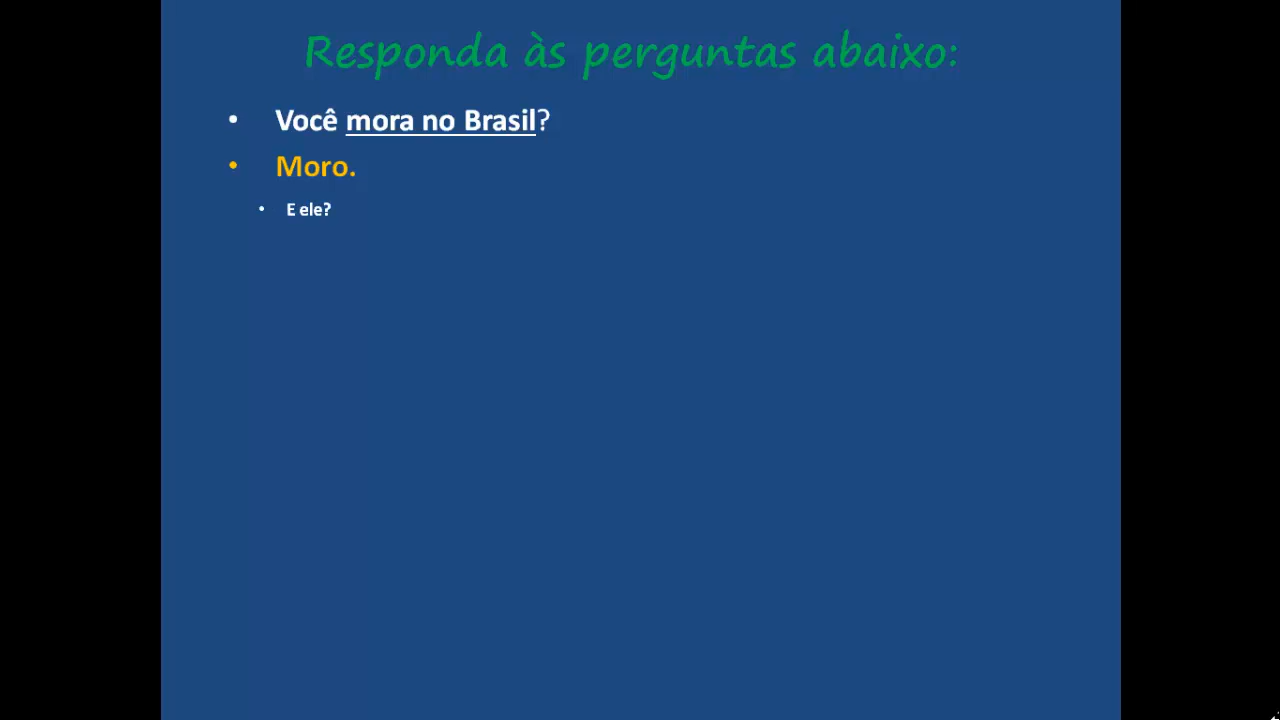 Responda às perguntas abaixo:
• Você mora no Brasil?
• Moro.
• E ele?